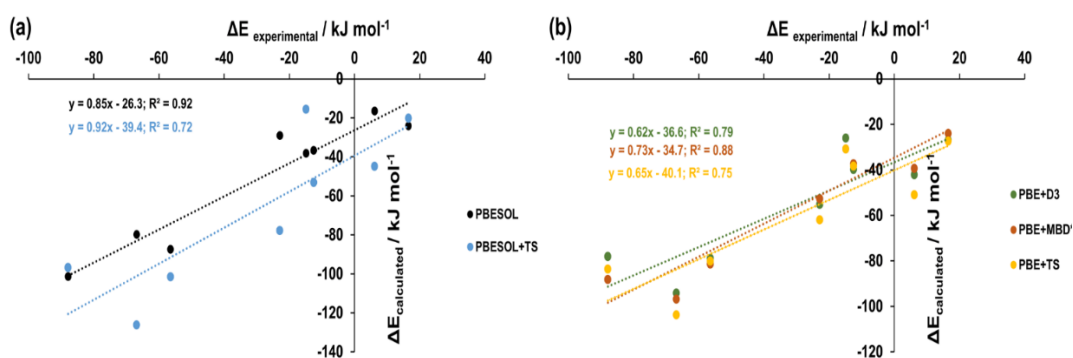 (a)
ΔE experimental / kJ mol-1
-100 -80 -60 -40 -20 0 20 40
0
-20
-40
-60
-80
-100
-120
-140
y = 0.85x - 26.3; R² = 0.92
y = 0.92x - 39.4; R² = 0.72
ΔEcalculated / kJ mol-1
PBESOL
PBESOL+TS
(b)
ΔE experimental / kJ mol-1
-100 -80 -60 -40 -20 0 20 40
0
-20
-40
-60
-80
-100
-120
-140
y = 0.62x - 36.6; R² = 0.79
y = 0.73x - 34.7; R² = 0.88
y = 0.65x - 40.1; R² = 0.75
ΔEcalculated / kJ mol-1
PBE+D3
PBE+MBD*
PBE+TS